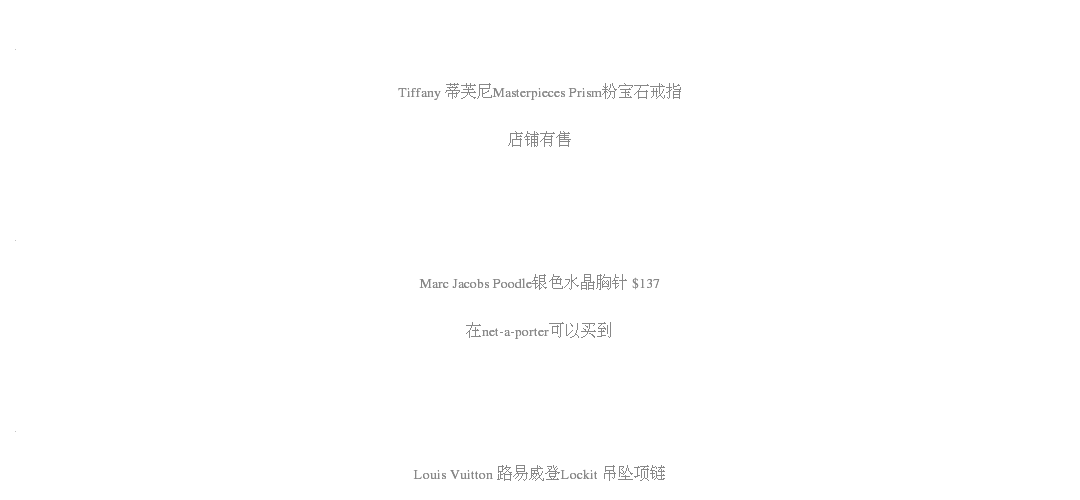 Tiffany 蒂芙尼Masterpieces Prism粉宝石戒指
店铺有售
Marc Jacobs Poodle银色水晶胸针 $137
在net-a-porter可以买到
Louis Vuitton 路易威登Lockit 吊坠项链